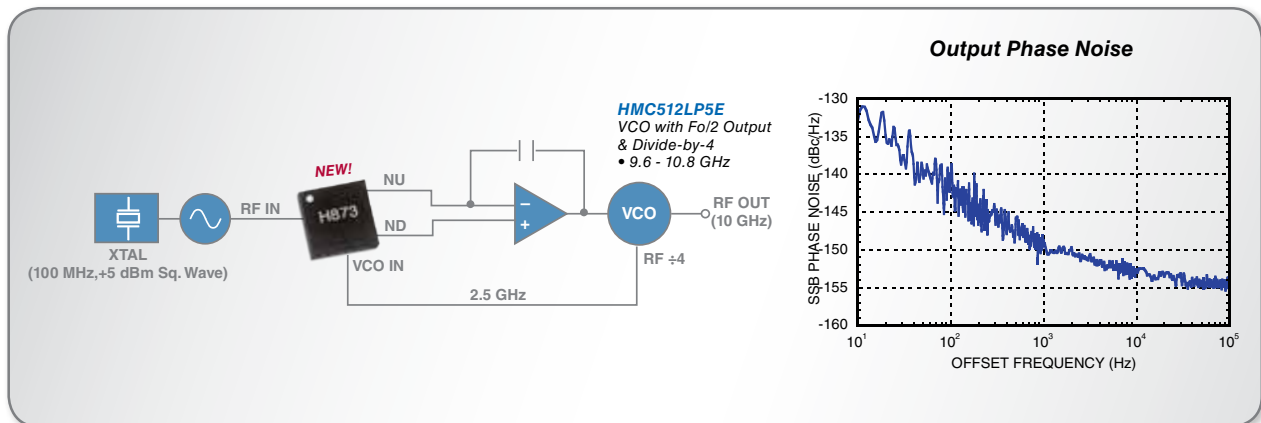 Output Phase Noise
HMC512LP5E
VCO with Fo/2 Output
& Divide-by-4
• 9.6 - 10.8 GHz
NEW!
NU
H873
ND
RF IN
VCO IN
XTAL
(100 MHz,+5 dBm Sq. Wave)
−
+
VCO
RF OUT
(10 GHz)
RF ÷4
2.5 GHz
SSB PHASE NOISE (dBc/Hz)
-130
-135
-140
-145
-150
-155
-160
10¹ 10² 10³ 10⁴ 10⁵
OFFSET FREQUENCY (Hz)